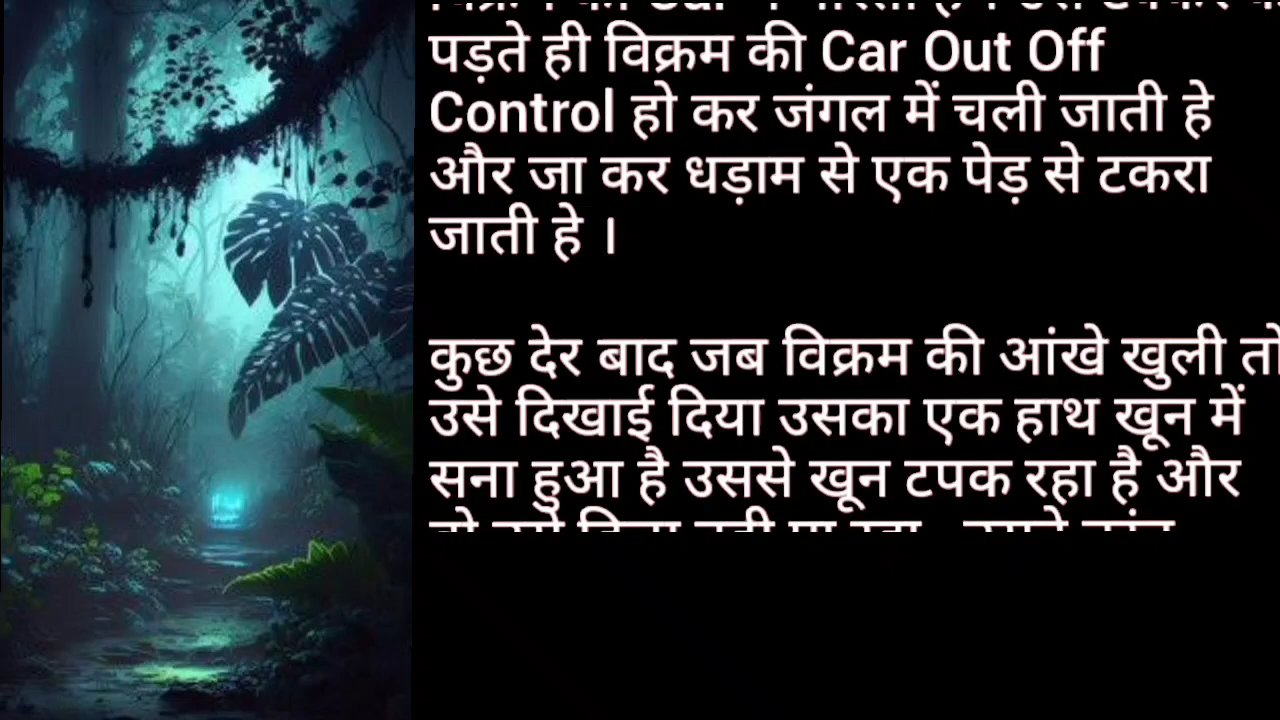 पड़ते ही विक्रम की Car Out Off
Control हो कर जंगल में चली जाती हे
और जा कर धड़ाम से एक पेड़ से टकरा
जाती हे ।
कुछ देर बाद जब विक्रम की आंखे खुली तो
उसे दिखाई दिया उसका एक हाथ खून में
सना हुआ है उससे खून टपक रहा है और